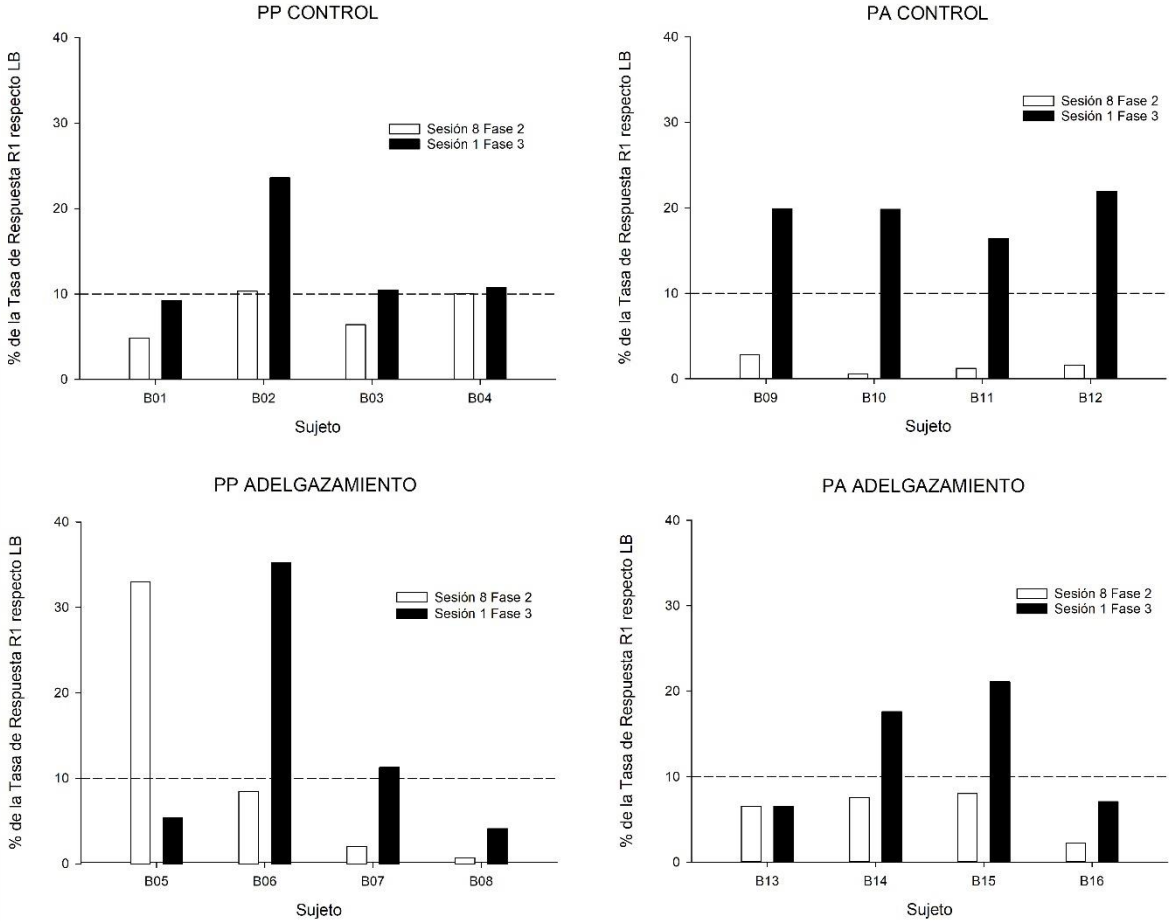 PP CONTROL
% de la Tasa de Respuesta R1 respecto LB
40
30
20
10
0
Sesión 8 Fase 2
Sesión 1 Fase 3
B01 B02 B03 B04
Sujeto
PA CONTROL
% de la Tasa de Respuesta R1 respecto LB
40
30
20
10
0
Sesión 8 Fase 2
Sesión 1 Fase 3
B09 B10 B11 B12
Sujeto
PP ADELGAZAMIENTO
% de la Tasa de Respuesta R1 respecto LB
40
30
20
10
0
Sesión 8 Fase 2
Sesión 1 Fase 3
B05 B06 B07 B08
Sujeto
PA ADELGAZAMIENTO
% de la Tasa de Respuesta R1 respecto LB
40
30
20
10
0
Sesión 8 Fase 2
Sesión 1 Fase 3
B13 B14 B15 B16
Sujeto